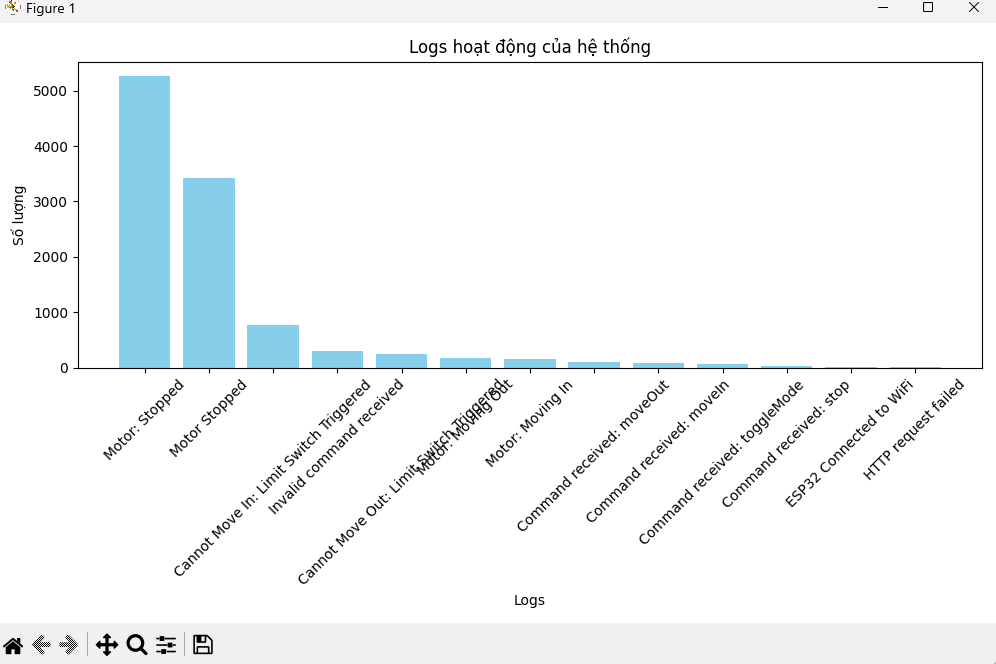 Figure 1
Logs hoạt động của hệ thống
Số lượng
5000
4000
3000
2000
1000
0
Motor: Stopped
Motor Stopped
Cannot Move In: Limit Switch Triggered
Invalid command received
Cannot Move Out: Limit Switch Triggered
Motor: Moving Out
Motor: Moving In
Command received: moveOut
Command received: moveIn
Command received: toggleMode
Command received: stop
ESP32 Connected to WiFi
HTTP request failed
Logs